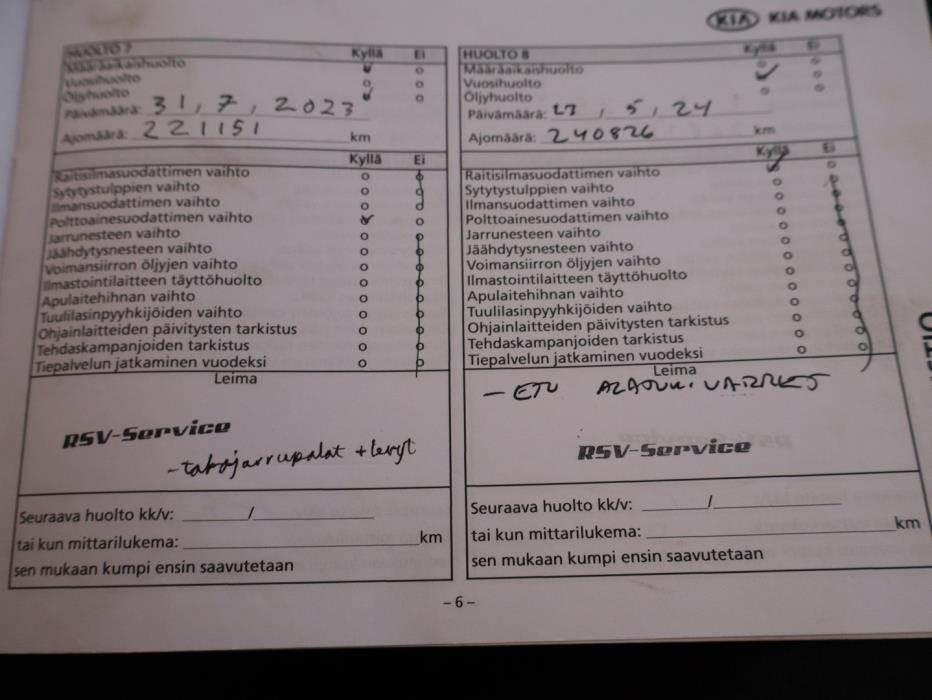 KIA KIA MOTORS
HUOLTO 7 Kyllä Ei
Määräaikaishuolto
Vuosihuolto
Öljyhuolto
Päivämäärä: 31, 7, 2023
Ajomäärä: 221151 km
Kyllä Ei
Raitisilmasuodattimen vaihto
Sytytystulppien vaihto
Ilmansuodattimen vaihto
Polttoainesuodattimen vaihto
Jarrunesteen vaihto
Jäähdytysnesteen vaihto
Voimansiirron öljyjen vaihto
Ilmastointilaitteen täyttöhuolto
Apulaitehihnan vaihto
Tuulilasinpyyhkijöiden vaihto
Ohjainlaitteiden päivitysten tarkistus
Tehdaskampanjoiden tarkistus
Tiepalvelun jatkaminen vuodeksi
Leima
RSV-Service
-takajarrupalat + levyt
Seuraava huolto kk/v: /
tai kun mittarilukema: km
sen mukaan kumpi ensin saavutetaan
HUOLTO 8 Kyllä Ei
Määräaikaishuolto
Vuosihuolto
Öljyhuolto
Päivämäärä: , 5, 24
Ajomäärä: 240826 km
Kyllä Ei
Raitisilmasuodattimen vaihto
Sytytystulppien vaihto
Ilmansuodattimen vaihto
Polttoainesuodattimen vaihto
Jarrunesteen vaihto
Jäähdytysnesteen vaihto
Voimansiirron öljyjen vaihto
Ilmastointilaitteen täyttöhuolto
Apulaitehihnan vaihto
Tuulilasinpyyhkijöiden vaihto
Ohjainlaitteiden päivitysten tarkistus
Tehdaskampanjoiden tarkistus
Tiepalvelun jatkaminen vuodeksi
Leima
- ETU
RSV-Service
Seuraava huolto kk/v: /
tai kun mittarilukema: km
sen mukaan kumpi ensin saavutetaan
- 6 -